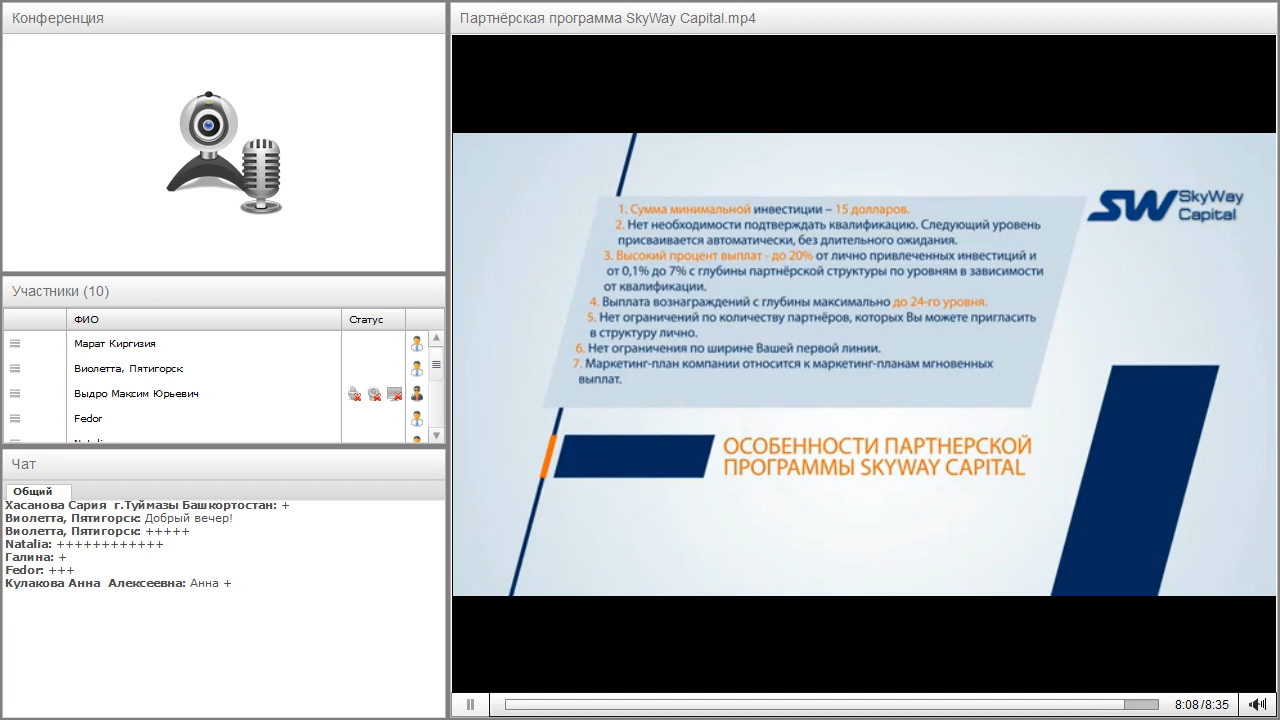 Конференция
Участники (10)
ФИО
Статус
Марат Киргизия
Виолетта, Пятигорск
Выдро Максим Юрьевич
Fedor
Чат
Общий
Хасанова Сария г.Туймазы Башкортостан: +
Виолетта, Пятигорск: Добрый вечер!
Виолетта, Пятигорск: +++++
Natalia: ++++++++++++
Галина: +
Fedor: +++
Кулакова Анна Алексеевна: Анна +
Партнёрская программа SkyWay Capital.mp4
SW SkyWay
Capital
1. Сумма минимальной инвестиции – 15 долларов.
2. Нет необходимости подтверждать квалификацию. Следующий уровень
присваивается автоматически, без длительного ожидания.
3. Высокий процент выплат - до 20% от лично привлеченных инвестиций и
от 0,1% до 7% с глубины партнёрской структуры по уровням в зависимости
от квалификации.
4. Выплата вознаграждений с глубины максимально до 24-го уровня.
5. Нет ограничений по количеству партнёров, которых Вы можете пригласить
в структуру лично.
6. Нет ограничения по ширине Вашей первой линии.
7. Маркетинг-план компании относится к маркетинг-планам мгновенных
выплат.
ОСОБЕННОСТИ ПАРТНЕРСКОЙ
ПРОГРАММЫ SKYWAY CAPITAL
8:08/8:35